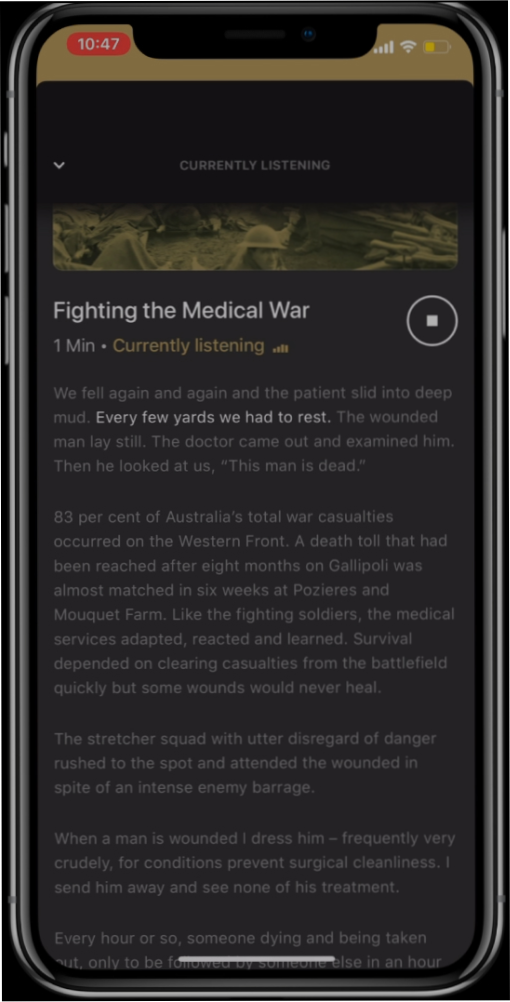 10:47
CURRENTLY LISTENING
Fighting the Medical War
1 Min • Currently listening
We fell again and again and the patient slid into deep
mud. Every few yards we had to rest. The wounded
man lay still. The doctor came out and examined him.
Then he looked at us, “This man is dead.”
83 per cent of Australia’s total war casualties
occurred on the Western Front. A death toll that had
been reached after eight months on Gallipoli was
almost matched in six weeks at Pozieres and
Mouquet Farm. Like the fighting soldiers, the medical
services adapted, reacted and learned. Survival
depended on clearing casualties from the battlefield
quickly but some wounds would never heal.
The stretcher squad with utter disregard of danger
rushed to the spot and attended the wounded in
spite of an intense enemy barrage.
When a man is wounded I dress him – frequently very
crudely, for conditions prevent surgical cleanliness. I
send him away and see none of his treatment.
Every hour or so, someone dying and being taken
out, only to be followed by someone else in an hour